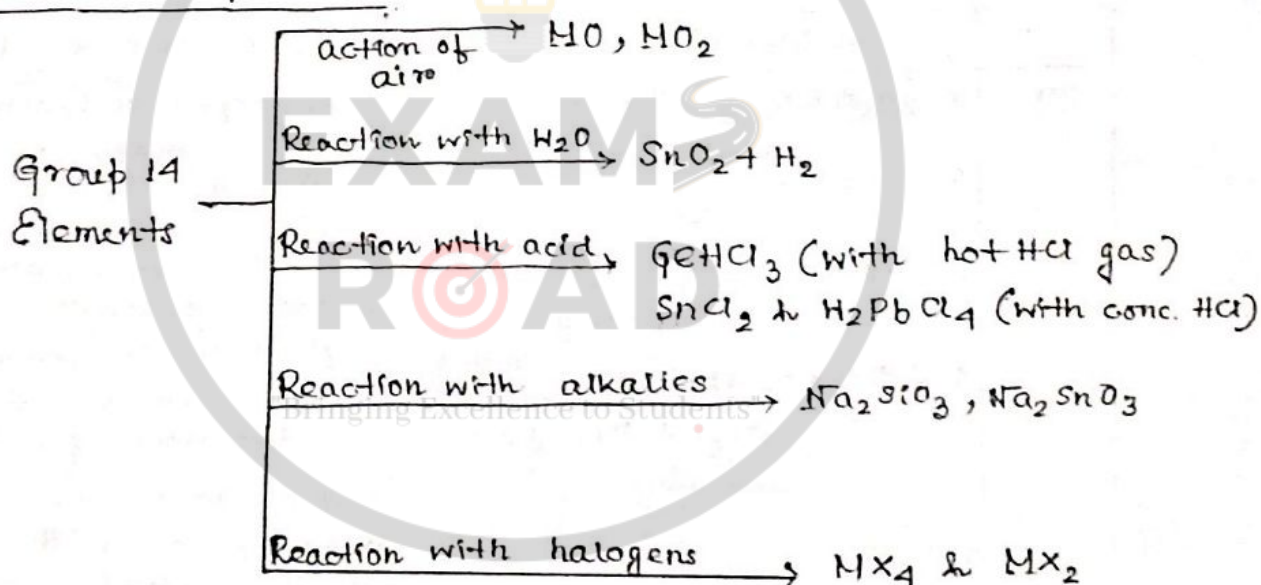 action of → MO, MO₂
air
Reaction with H₂O → SnO₂ + H₂
Group 14
Elements
Reaction with acid, → GeHCl₃ (with hot HCl gas)
SnCl₂ & H₂PbCl₄ (with conc. HCl)
Reaction with alkalies → Na₂SiO₃, Na₂SnO₃
Reaction with halogens → MX₄ & MX₂
EXAMS
ROAD
"Bringing Excellence to Students"